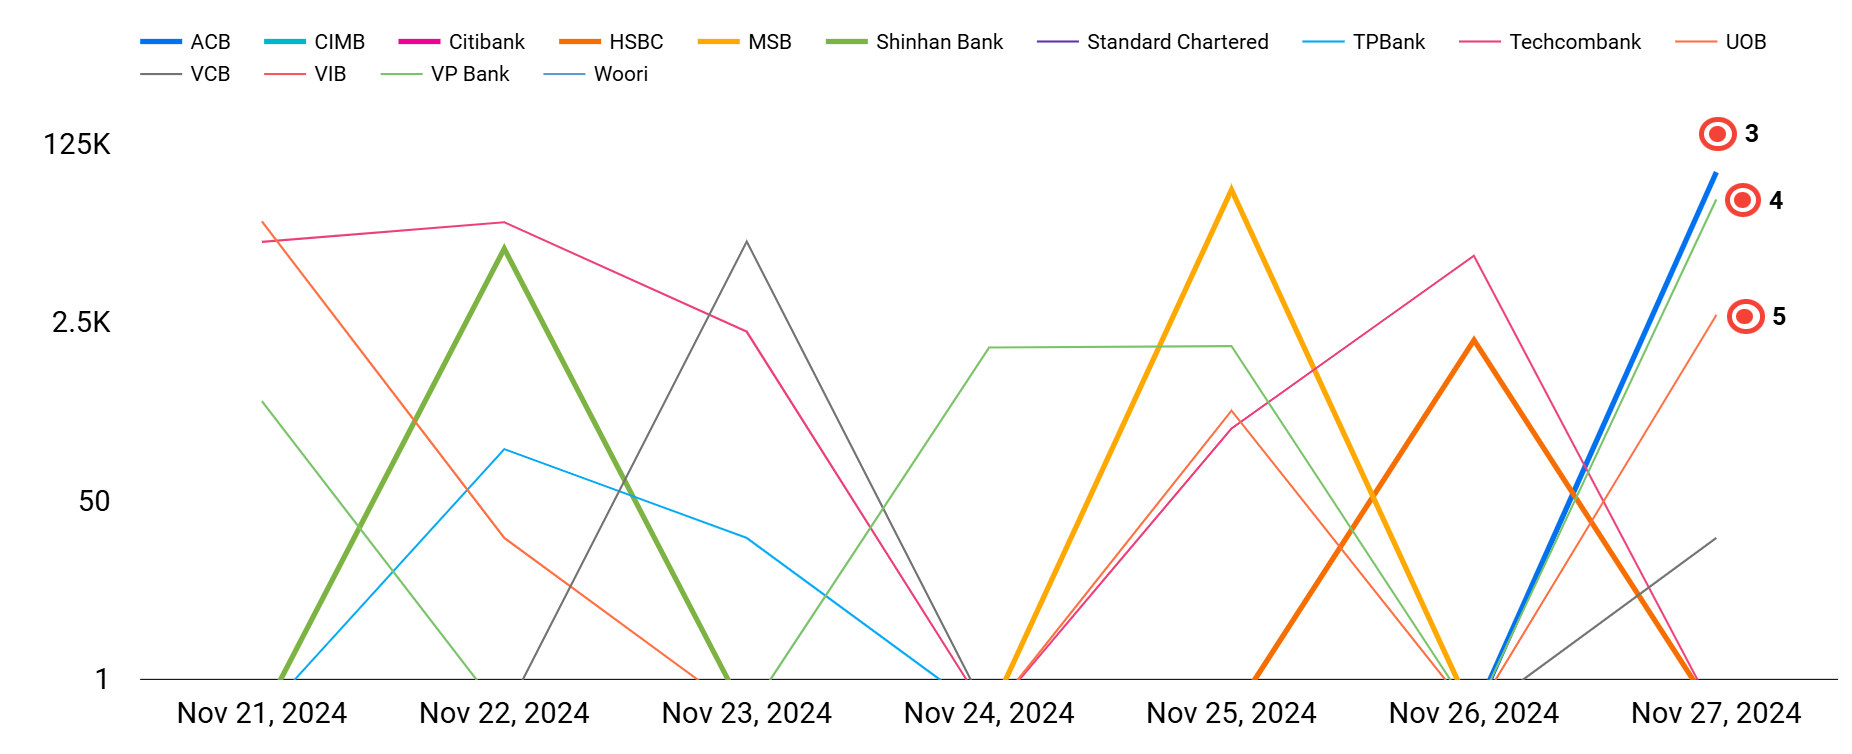 ACB CIMB Citibank HSBC MSB Shinhan Bank Standard Chartered TPBank Techcombank UOB
VCB VIB VP Bank Woori
125K
3
4
2.5K
5
50
1
Nov 21, 2024 Nov 22, 2024 Nov 23, 2024 Nov 24, 2024 Nov 25, 2024 Nov 26, 2024 Nov 27, 2024